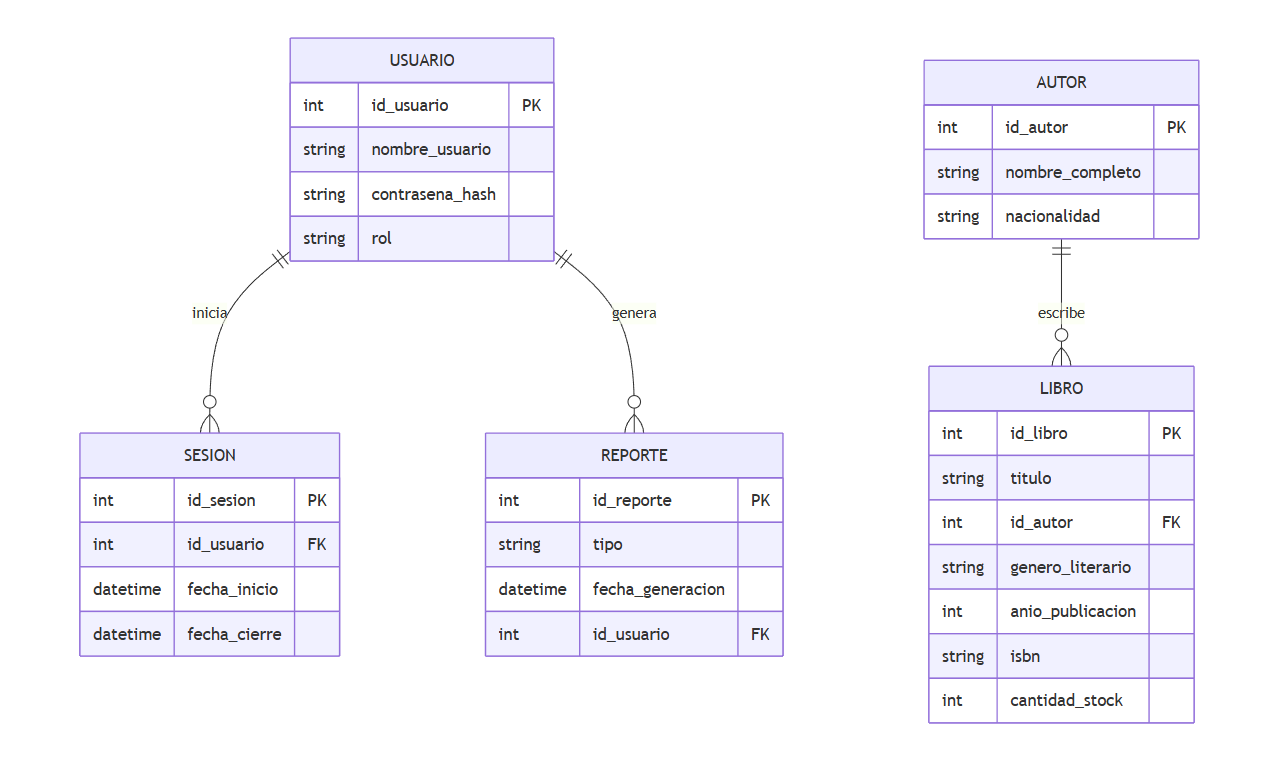 USUARIO
int id_usuario PK
string nombre_usuario
string contrasena_hash
string rol
inicia
genera
SESION
int id_sesion PK
int id_usuario FK
datetime fecha_inicio
datetime fecha_cierre
REPORTE
int id_reporte PK
string tipo
datetime fecha_generacion
int id_usuario FK
AUTOR
int id_autor PK
string nombre_completo
string nacionalidad
escribe
LIBRO
int id_libro PK
string titulo
int id_autor FK
string genero_literario
int anio_publicacion
string isbn
int cantidad_stock